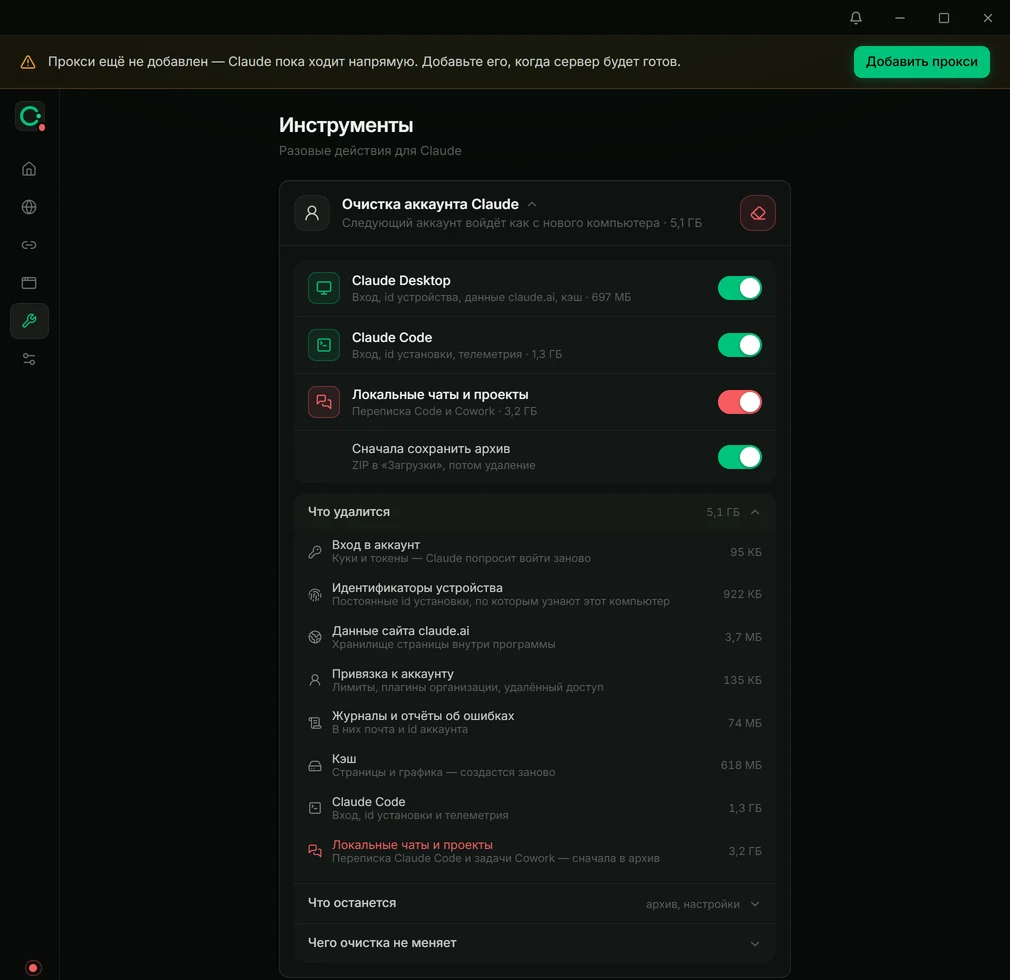 Прокси ещё не добавлен — Claude пока ходит напрямую. Добавьте его, когда сервер будет готов.
Добавить прокси
Инструменты
Разовые действия для Claude
Очистка аккаунта Claude
Следующий аккаунт войдёт как с нового компьютера · 5,1 ГБ
Claude Desktop
Вход, id устройства, данные claude.ai, кэш · 697 МБ
Claude Code
Вход, id установки, телеметрия · 1,3 ГБ
Локальные чаты и проекты
Переписка Code и Cowork · 3,2 ГБ
Сначала сохранить архив
ZIP в «Загрузки», потом удаление
Что удалится
5,1 ГБ
Вход в аккаунт
Куки и токены — Claude попросит войти заново
95 КБ
Идентификаторы устройства
Постоянные id установки, по которым узнают этот компьютер
922 КБ
Данные сайта claude.ai
Хранилище страницы внутри программы
3,7 МБ
Привязка к аккаунту
Лимиты, плагины организации, удалённый доступ
135 КБ
Журналы и отчёты об ошибках
В них почта и id аккаунта
74 МБ
Кэш
Страницы и графика — создастся заново
618 МБ
Claude Code
Вход, id установки и телеметрия
1,3 ГБ
Локальные чаты и проекты
Переписка Claude Code и задачи Cowork — сначала в архив
3,2 ГБ
Что останется
архив, настройки
Чего очистка не меняет